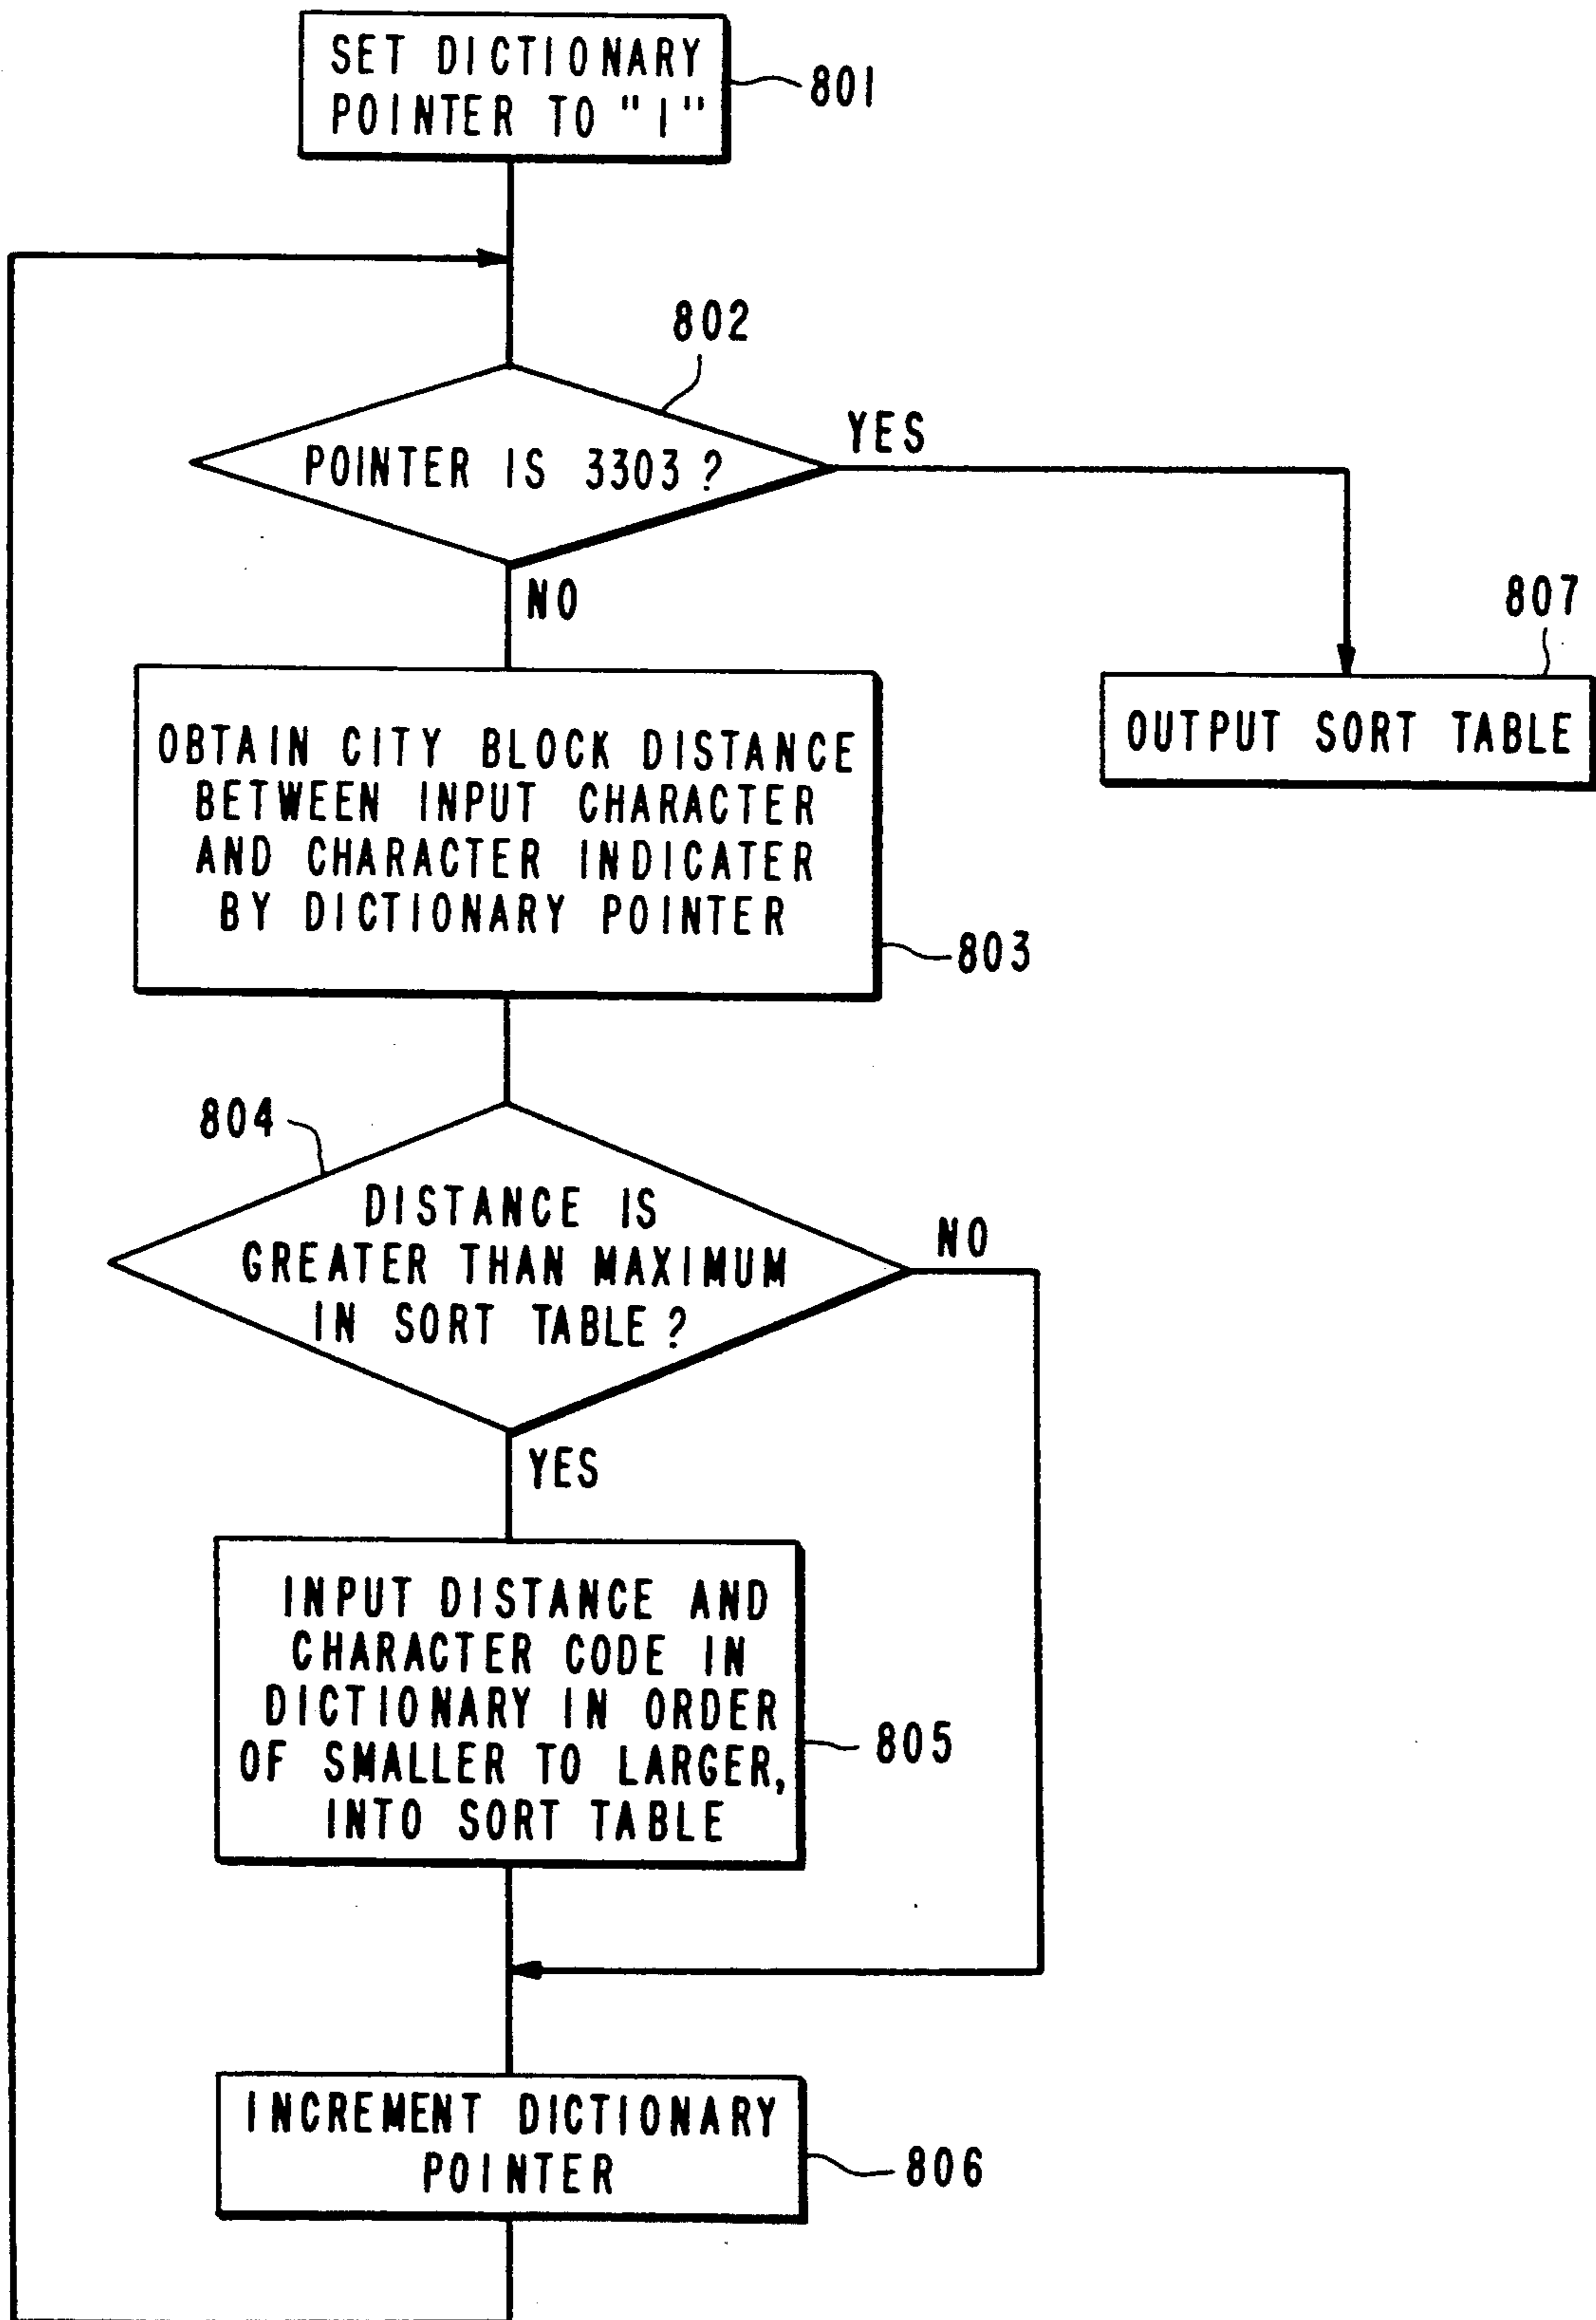 SET DICTIONARY
POINTER TO "1"
801
802
POINTER IS 3303?
YES
NO
807
OUTPUT SORT TABLE
OBTAIN CITY BLOCK DISTANCE
BETWEEN INPUT CHARACTER
AND CHARACTER INDICATER
BY DICTIONARY POINTER
803
804
DISTANCE IS
GREATER THAN MAXIMUM
IN SORT TABLE?
NO
YES
INPUT DISTANCE AND
CHARACTER CODE IN
DICTIONARY IN ORDER
OF SMALLER TO LARGER,
INTO SORT TABLE
805
INCREMENT DICTIONARY
POINTER
806